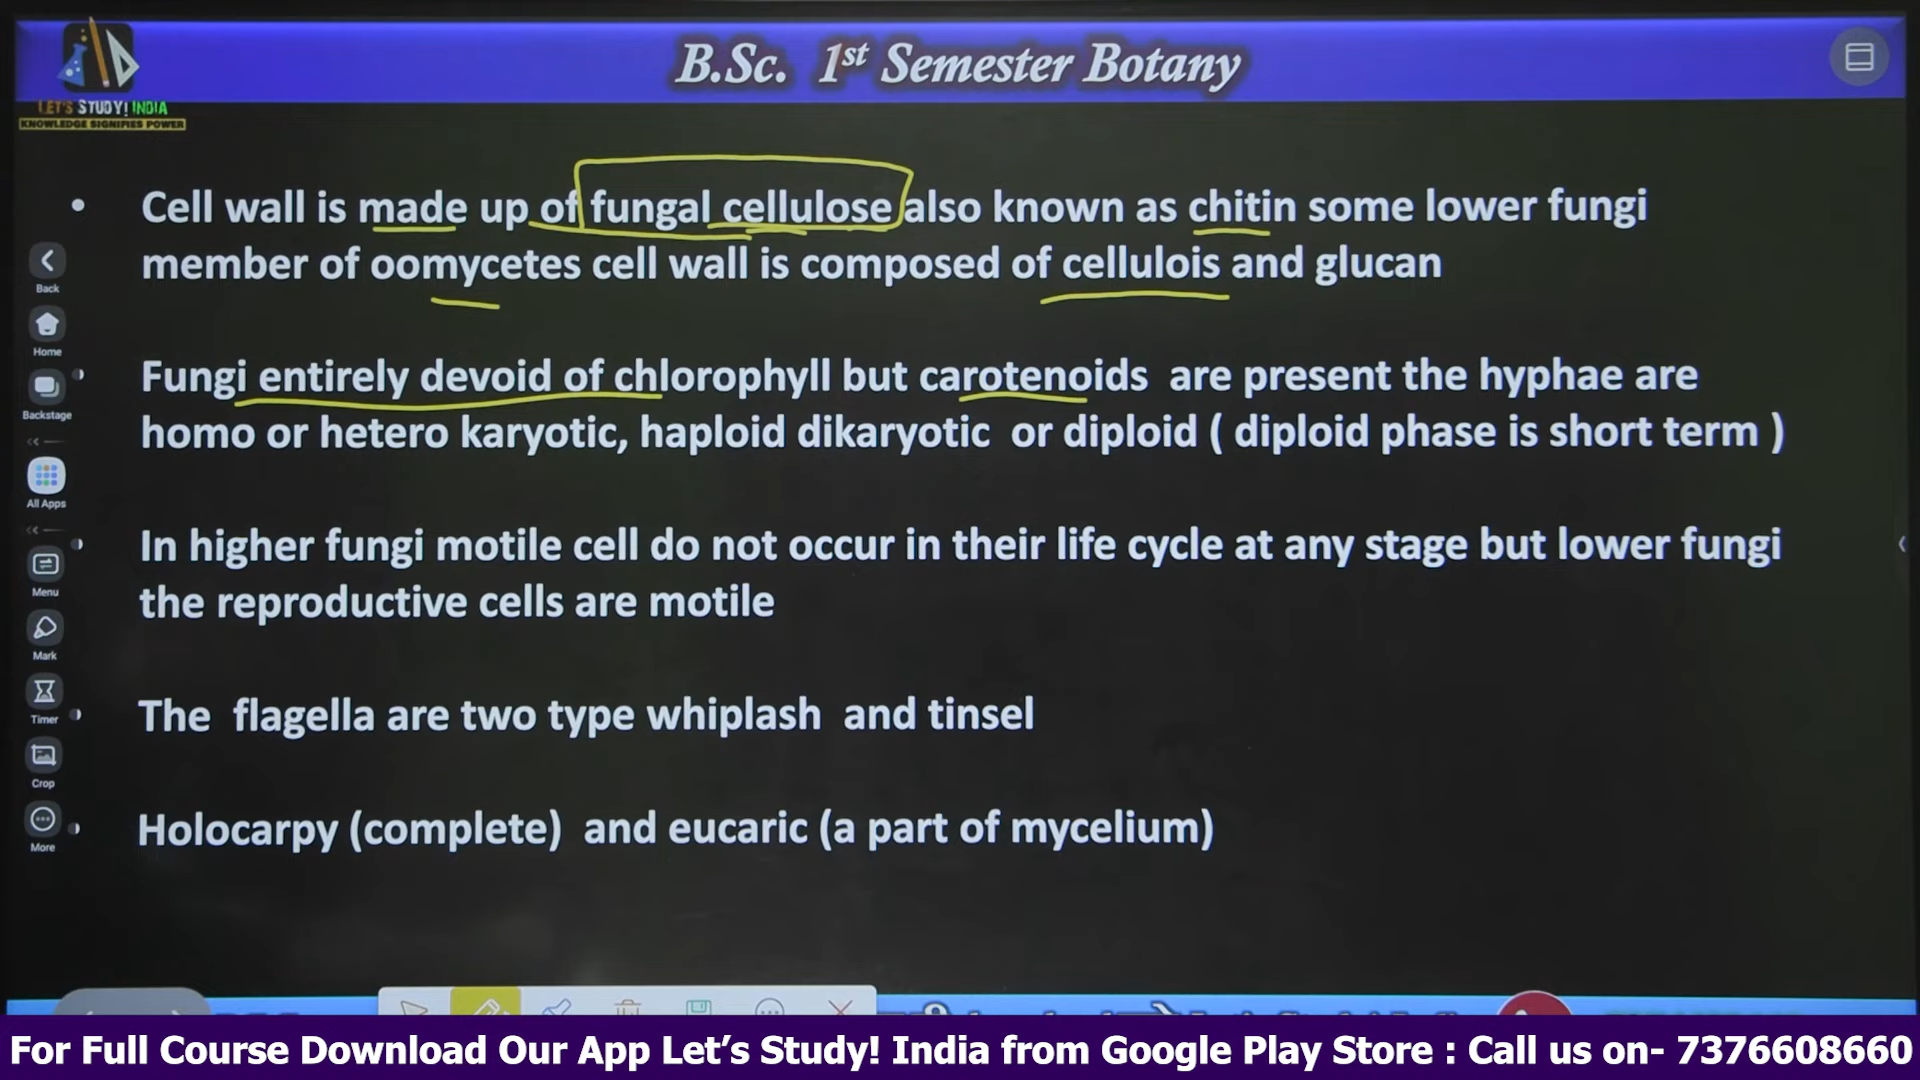 B.Sc. 1st Semester Botany
LET'S STUDY! INDIA
KNOWLEDGE SIGNIFIES POWER
• Cell wall is made up of fungal cellulose also known as chitin some lower fungi
member of oomycetes cell wall is composed of cellulois and glucan
Fungi entirely devoid of chlorophyll but carotenoids are present the hyphae are
homo or hetero karyotic, haploid dikaryotic or diploid ( diploid phase is short term )
In higher fungi motile cell do not occur in their life cycle at any stage but lower fungi
the reproductive cells are motile
The flagella are two type whiplash and tinsel
Holocarpy (complete) and eucaric (a part of mycelium)
Back
Home
Backstage
All Apps
Menu
Mark
Timer
Crop
More
For Full Course Download Our App Let's Study! India from Google Play Store : Call us on- 7376608660